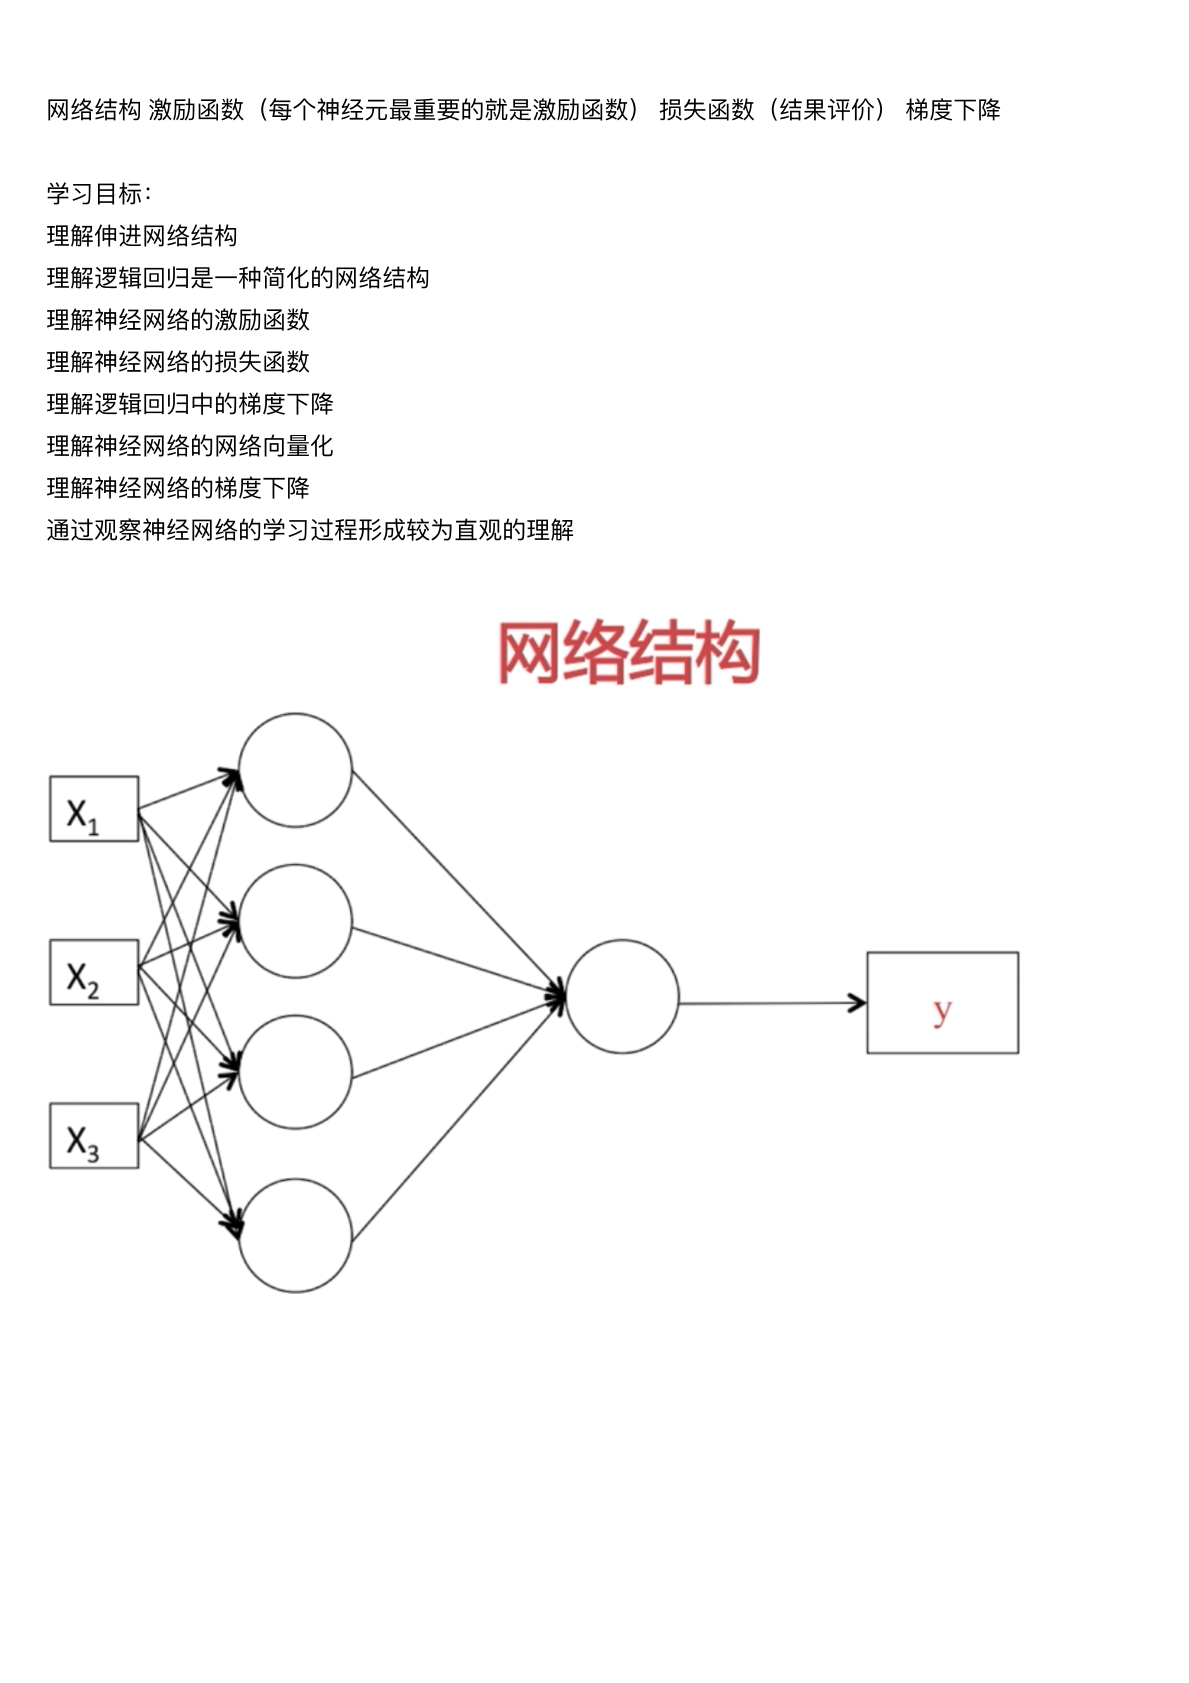 网络结构 激励函数（每个神经元最重要的就是激励函数） 损失函数（结果评价） 梯度下降
学习目标：
理解伸进网络结构
理解逻辑回归是一种简化的网络结构
理解神经网络的激励函数
理解神经网络的损失函数
理解逻辑回归中的梯度下降
理解神经网络的网络向量化
理解神经网络的梯度下降
通过观察神经网络的学习过程形成较为直观的理解
网络结构
X1
X2
y
X3